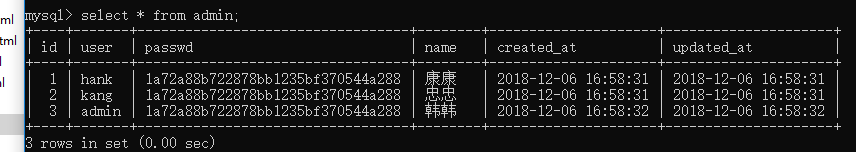 mysql> select * from admin;
ml
| id | user | passwd | name | created_at | updated_at |
tml
| 1 | hank | 1a72a88b722878bb1235bf370544a288 | 康康 | 2018-12-06 16:58:31 | 2018-12-06 16:58:31 |
| 2 | kang | 1a72a88b722878bb1235bf370544a288 | 忠忠 | 2018-12-06 16:58:31 | 2018-12-06 16:58:31 |
| 3 | admin | 1a72a88b722878bb1235bf370544a288 | 韩韩 | 2018-12-06 16:58:32 | 2018-12-06 16:58:32 |
3 rows in set (0.00 sec)